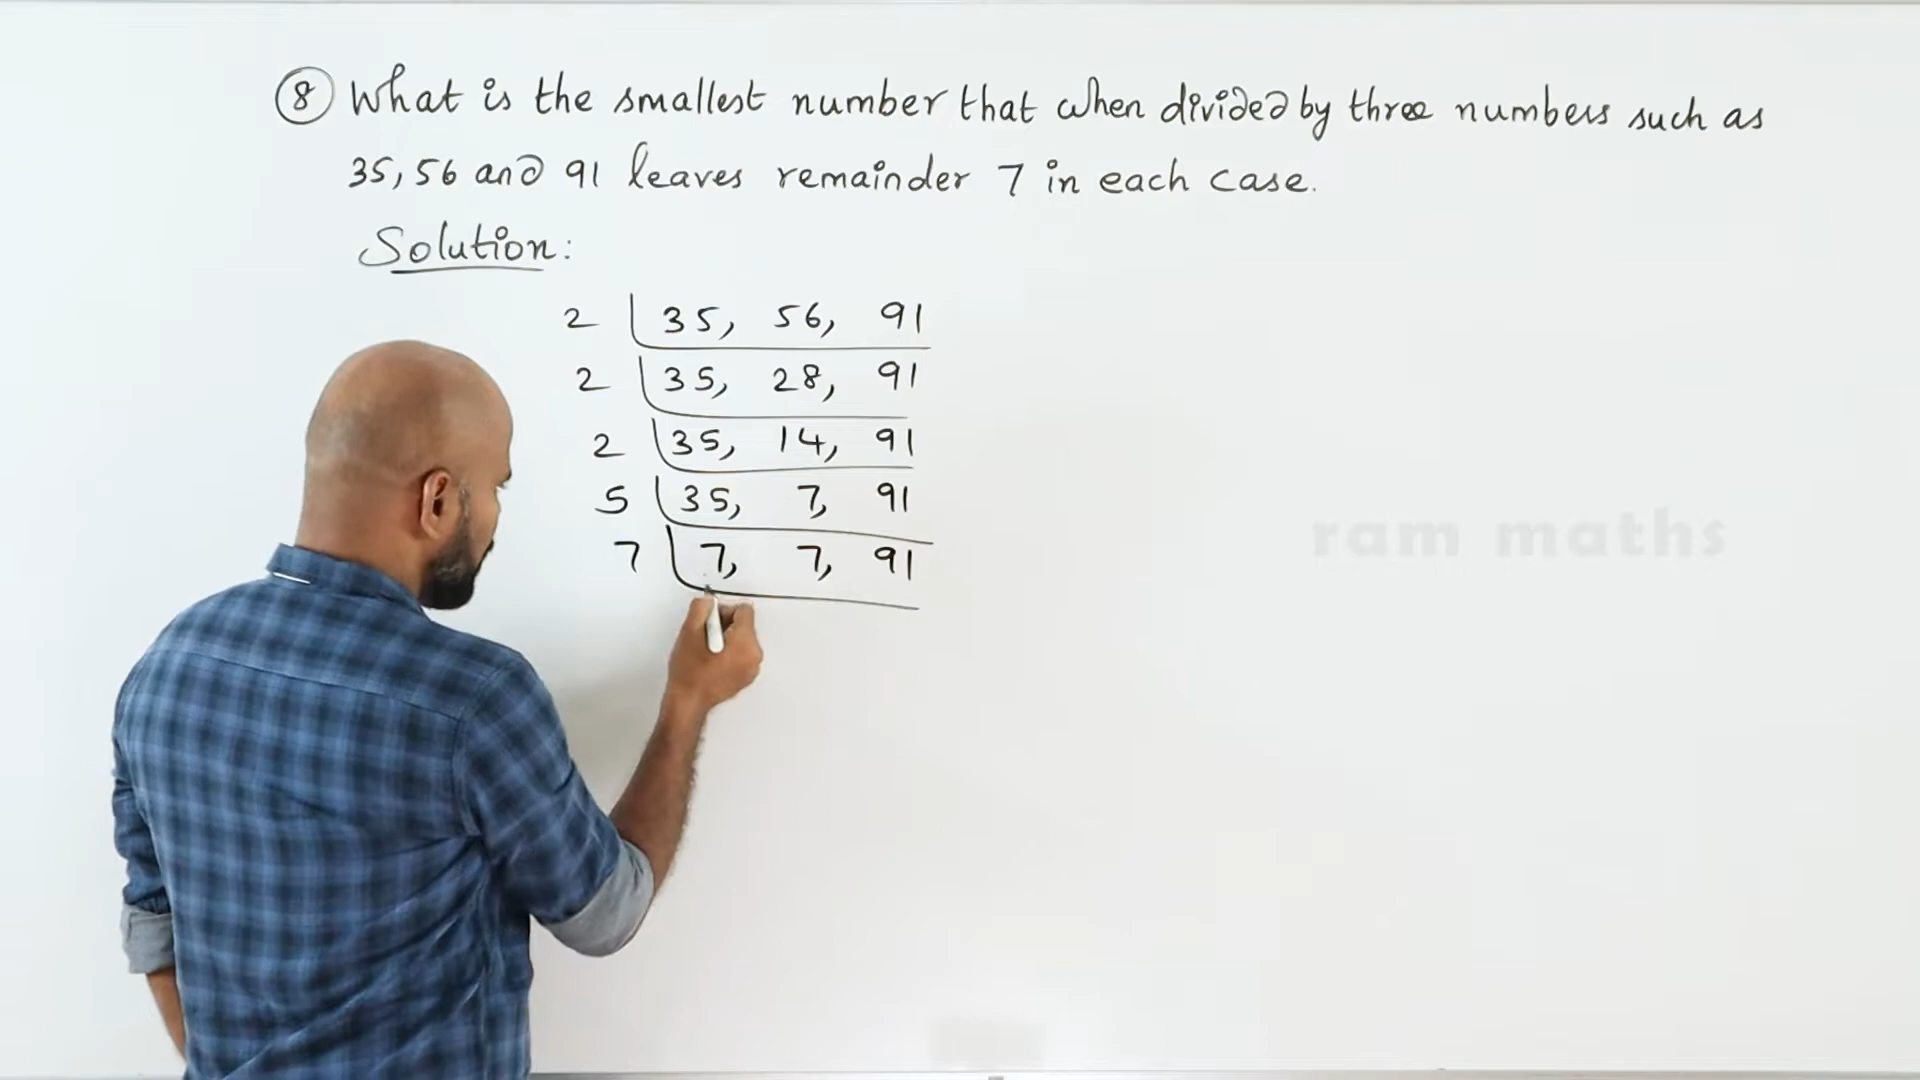 8 What is the smallest number that when divided by three numbers such as
35, 56 and 91 leaves remainder 7 in each case.
Solution:
2 35, 56, 91
2 35, 28, 91
2 35, 14, 91
5 35, 7, 91
7 7, 7, 91
ram maths